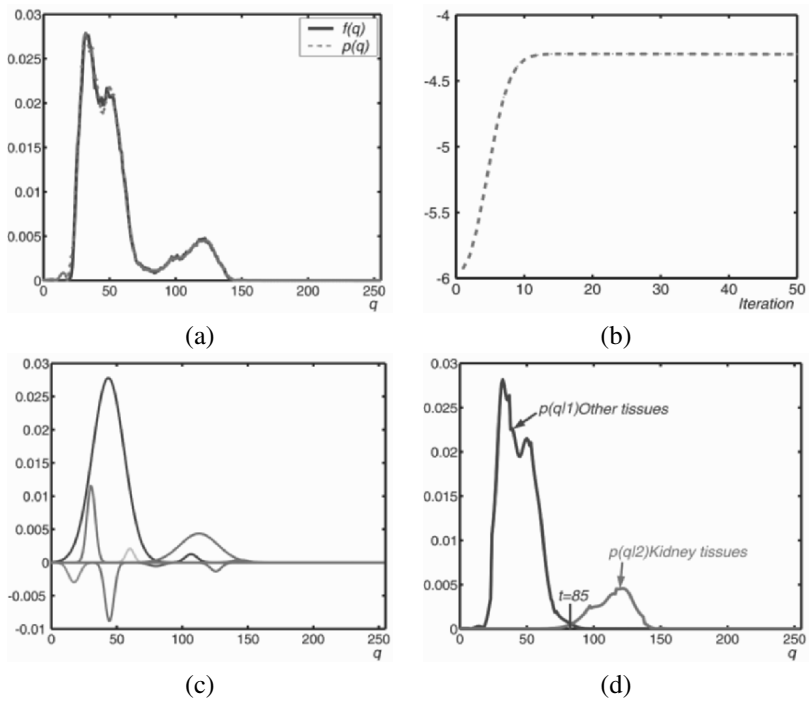 0.03
0.025
0.02
0.015
0.01
0.005
0
0 50 100 150 200 250
q
f(q)
p(q)
(a)
-4
-4.5
-5
-5.5
-6
0 10 20 30 40 50
Iteration
(b)
0.03
0.025
0.02
0.015
0.01
0.005
0
-0.005
-0.01
0 50 100 150 200 250
q
(c)
0.03
0.025
0.02
0.015
0.01
0.005
0
0 50 100 150 200 250
q
p(q|1)Other tissues
p(q|2)Kidney tissues
t=85
(d)